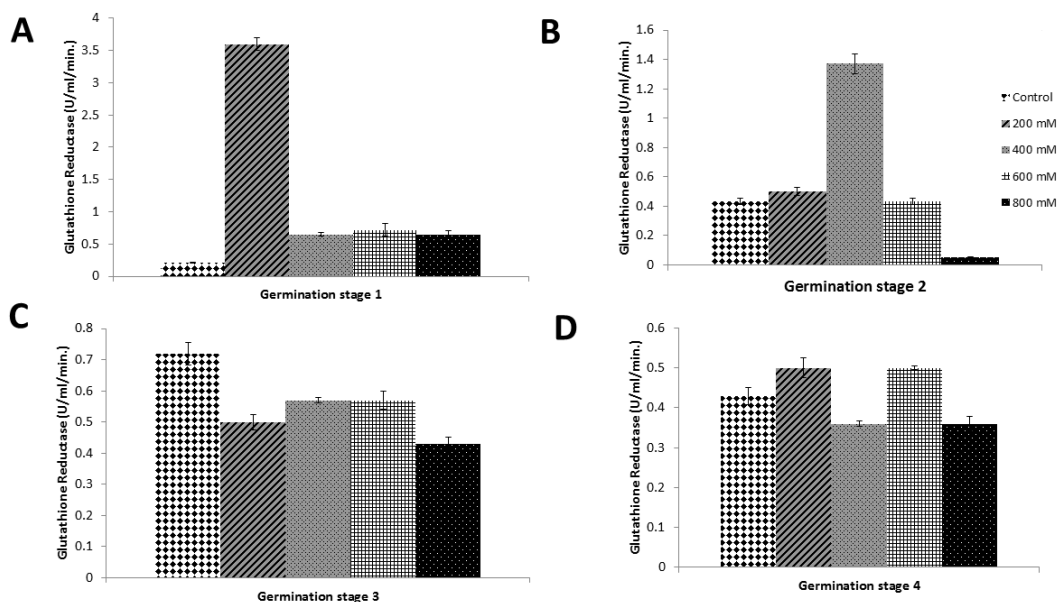 A
Glutathione Reductase (U/ml/min.)
4
3.5
3
2.5
2
1.5
1
0.5
0
Germination stage 1
B
Glutathione Reductase (U/ml/min.)
1.6
1.4
1.2
1
0.8
0.6
0.4
0.2
0
Germination stage 2
Control
200 mM
400 mM
600 mM
800 mM
C
Glutathione Reductase (U/ml/min.)
0.8
0.7
0.6
0.5
0.4
0.3
0.2
0.1
0
Germination stage 3
D
Glutathione Reductase (U/ml/min.)
0.6
0.5
0.4
0.3
0.2
0.1
0
Germination stage 4